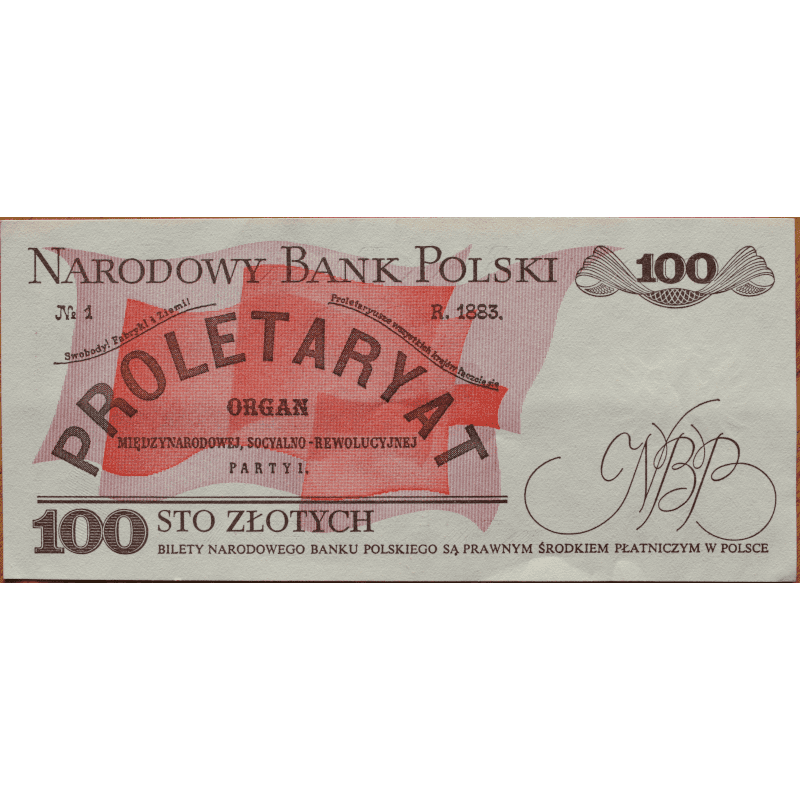 NARODOWY BANK POLSKI
100
№ 1
R. 1883.
Swobody! Fabryki i Ziemi!
Proletaryusze wszystkich krajów łączcie się
PROLETARYAT
ORGAN
MIĘDZYNARODOWEJ, SOCYALNO-REWOLUCYJNEJ
PARTYI.
NBP
100
STO ZŁOTYCH
BILETY NARODOWEGO BANKU POLSKIEGO SĄ PRAWNYM ŚRODKIEM PŁATNICZYM W POLSCE